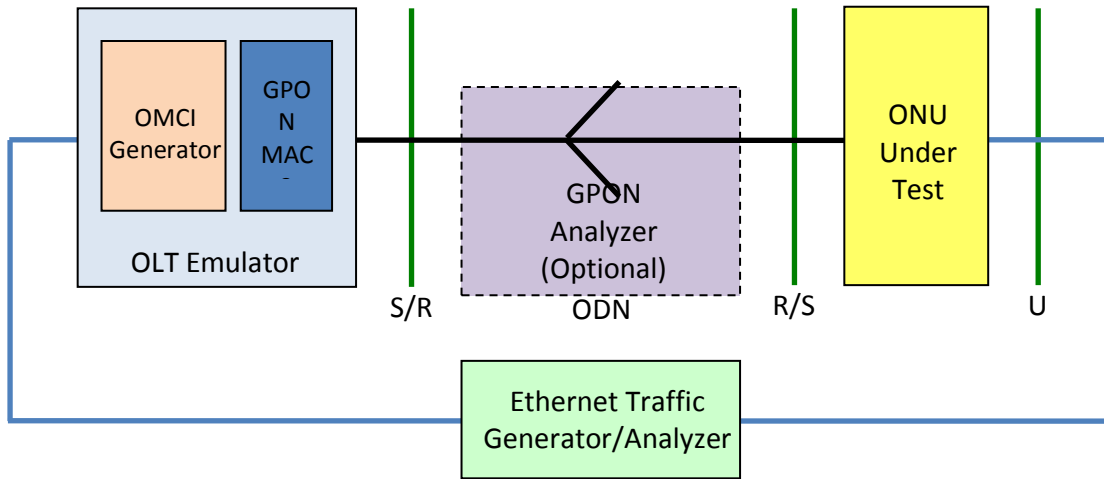 OMCI
Generator
GPO
N
MAC
OLT Emulator
S/R
GPON
Analyzer
(Optional)
ODN
R/S
ONU
Under
Test
U
Ethernet Traffic
Generator/Analyzer